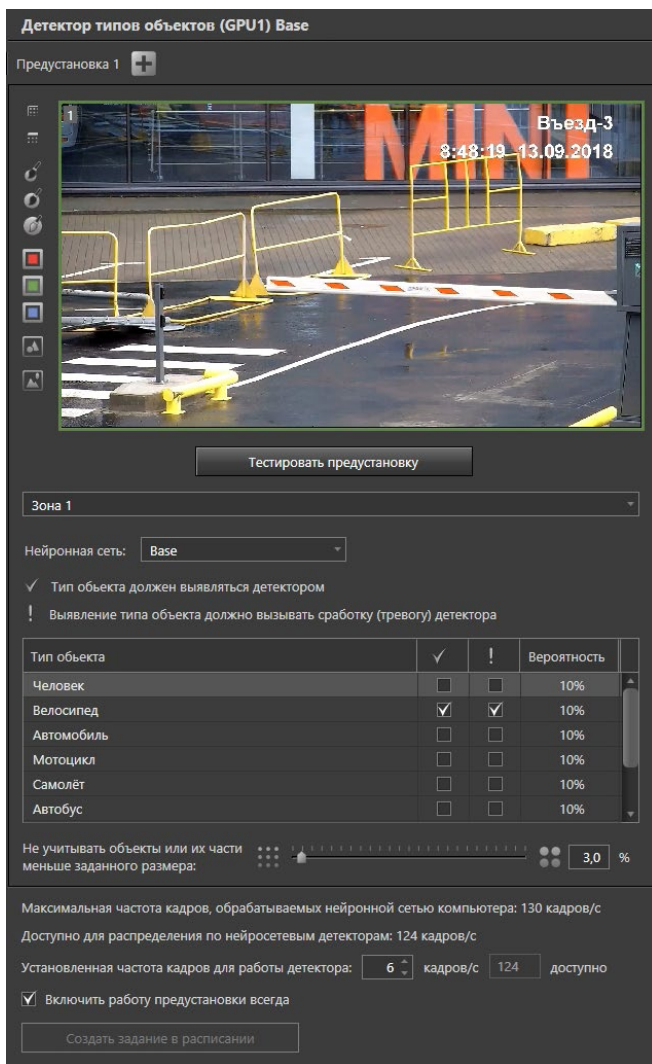 Детектор типов объектов (GPU1) Base
Предустановка 1
1
MINI
Въезд-3
8:48:19 13.09.2018
Тестировать предустановку
Зона 1
Нейронная сеть: Base
Тип обьекта должен выявляться детектором
! Выявление типа объекта должно вызывать сработку (тревогу) детектора
Тип обьекта ! Вероятность
Человек 10%
Велосипед 10%
Автомобиль 10%
Мотоцикл 10%
Самолёт 10%
Автобус 10%
Не учитывать объекты или их части
меньше заданного размера: 3,0 %
Максимальная частота кадров, обрабатываемых нейронной сетью компьютера: 130 кадров/с
Доступно для распределения по нейросетевым детекторам: 124 кадров/с
Установленная частота кадров для работы детектора: 6 кадров/с 124 доступно
Включить работу предустановки всегда
Создать задание в расписании